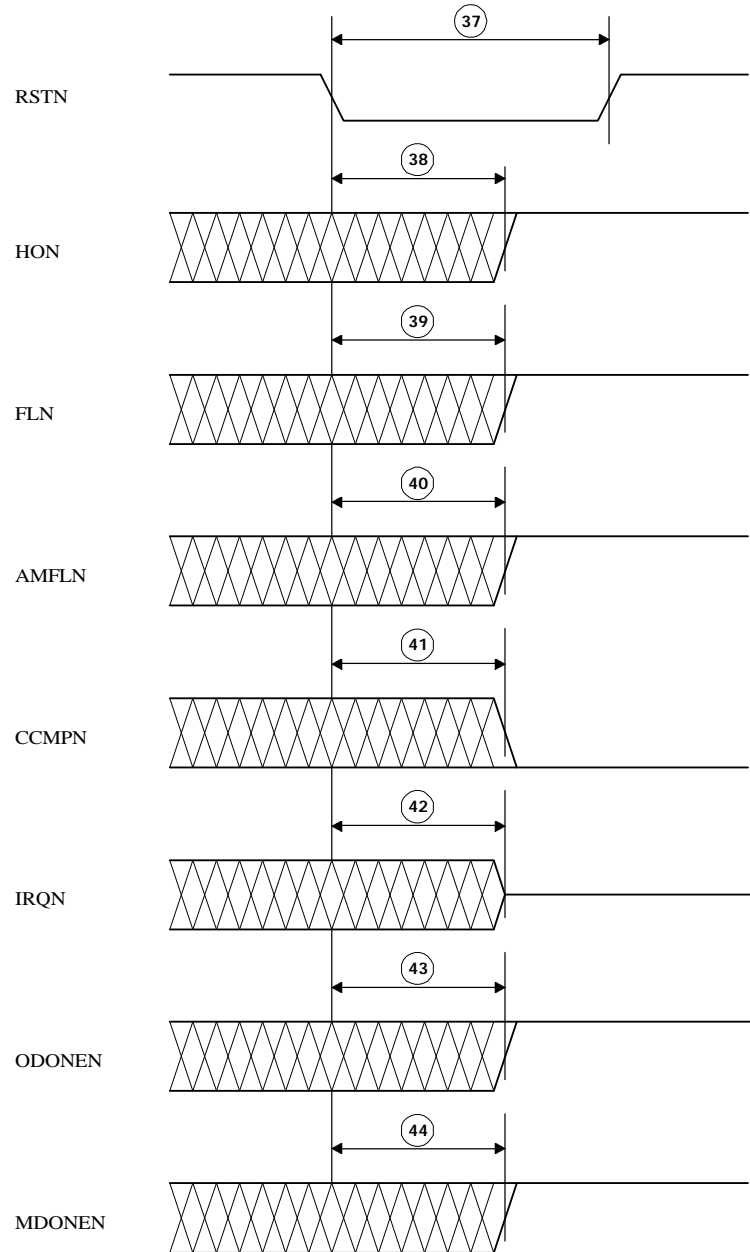 37
RSTN
38
HON
39
FLN
40
AMFLN
41
CCMPN
42
IRQN
43
ODONEN
44
MDONEN